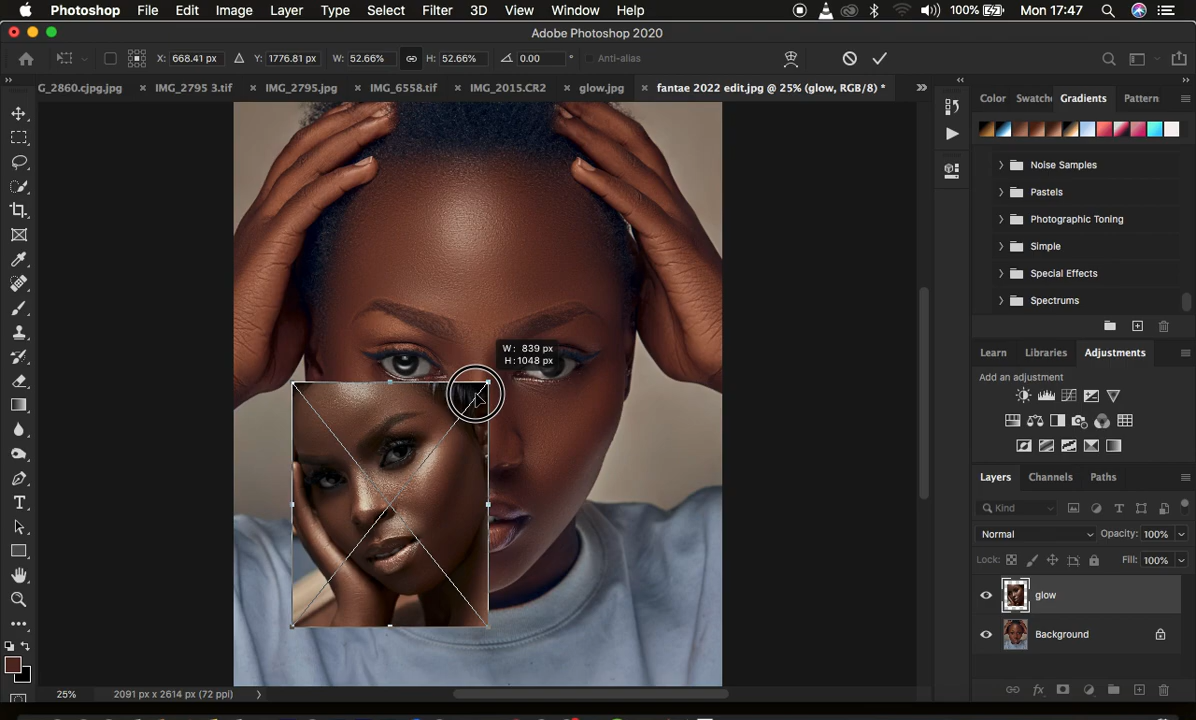 Photoshop File Edit Image Layer Type Select Filter 3D View Window Help 100% Mon 17:47
Adobe Photoshop 2020
X: 668.41 px Y: 1776.81 px W: 52.66% H: 52.66% 0.00 ° Anti-alias
G_2860.cjpg.jpg × IMG_2795 3.tif × IMG_2795.jpg × IMG_6558.tif × IMG_2015.CR2 × glow.jpg × fantae 2022 edit.jpg @ 25% (glow, RGB/8) *
Color Swatche Gradients Pattern
Noise Samples
Pastels
Photographic Toning
Simple
Special Effects
Spectrums
W: 839 px
H: 1048 px
Learn Libraries Adjustments
Add an adjustment
Layers Channels Paths
Kind
Normal Opacity: 100%
Lock: Fill: 100%
glow
Background
25% 2091 px x 2614 px (72 ppi)